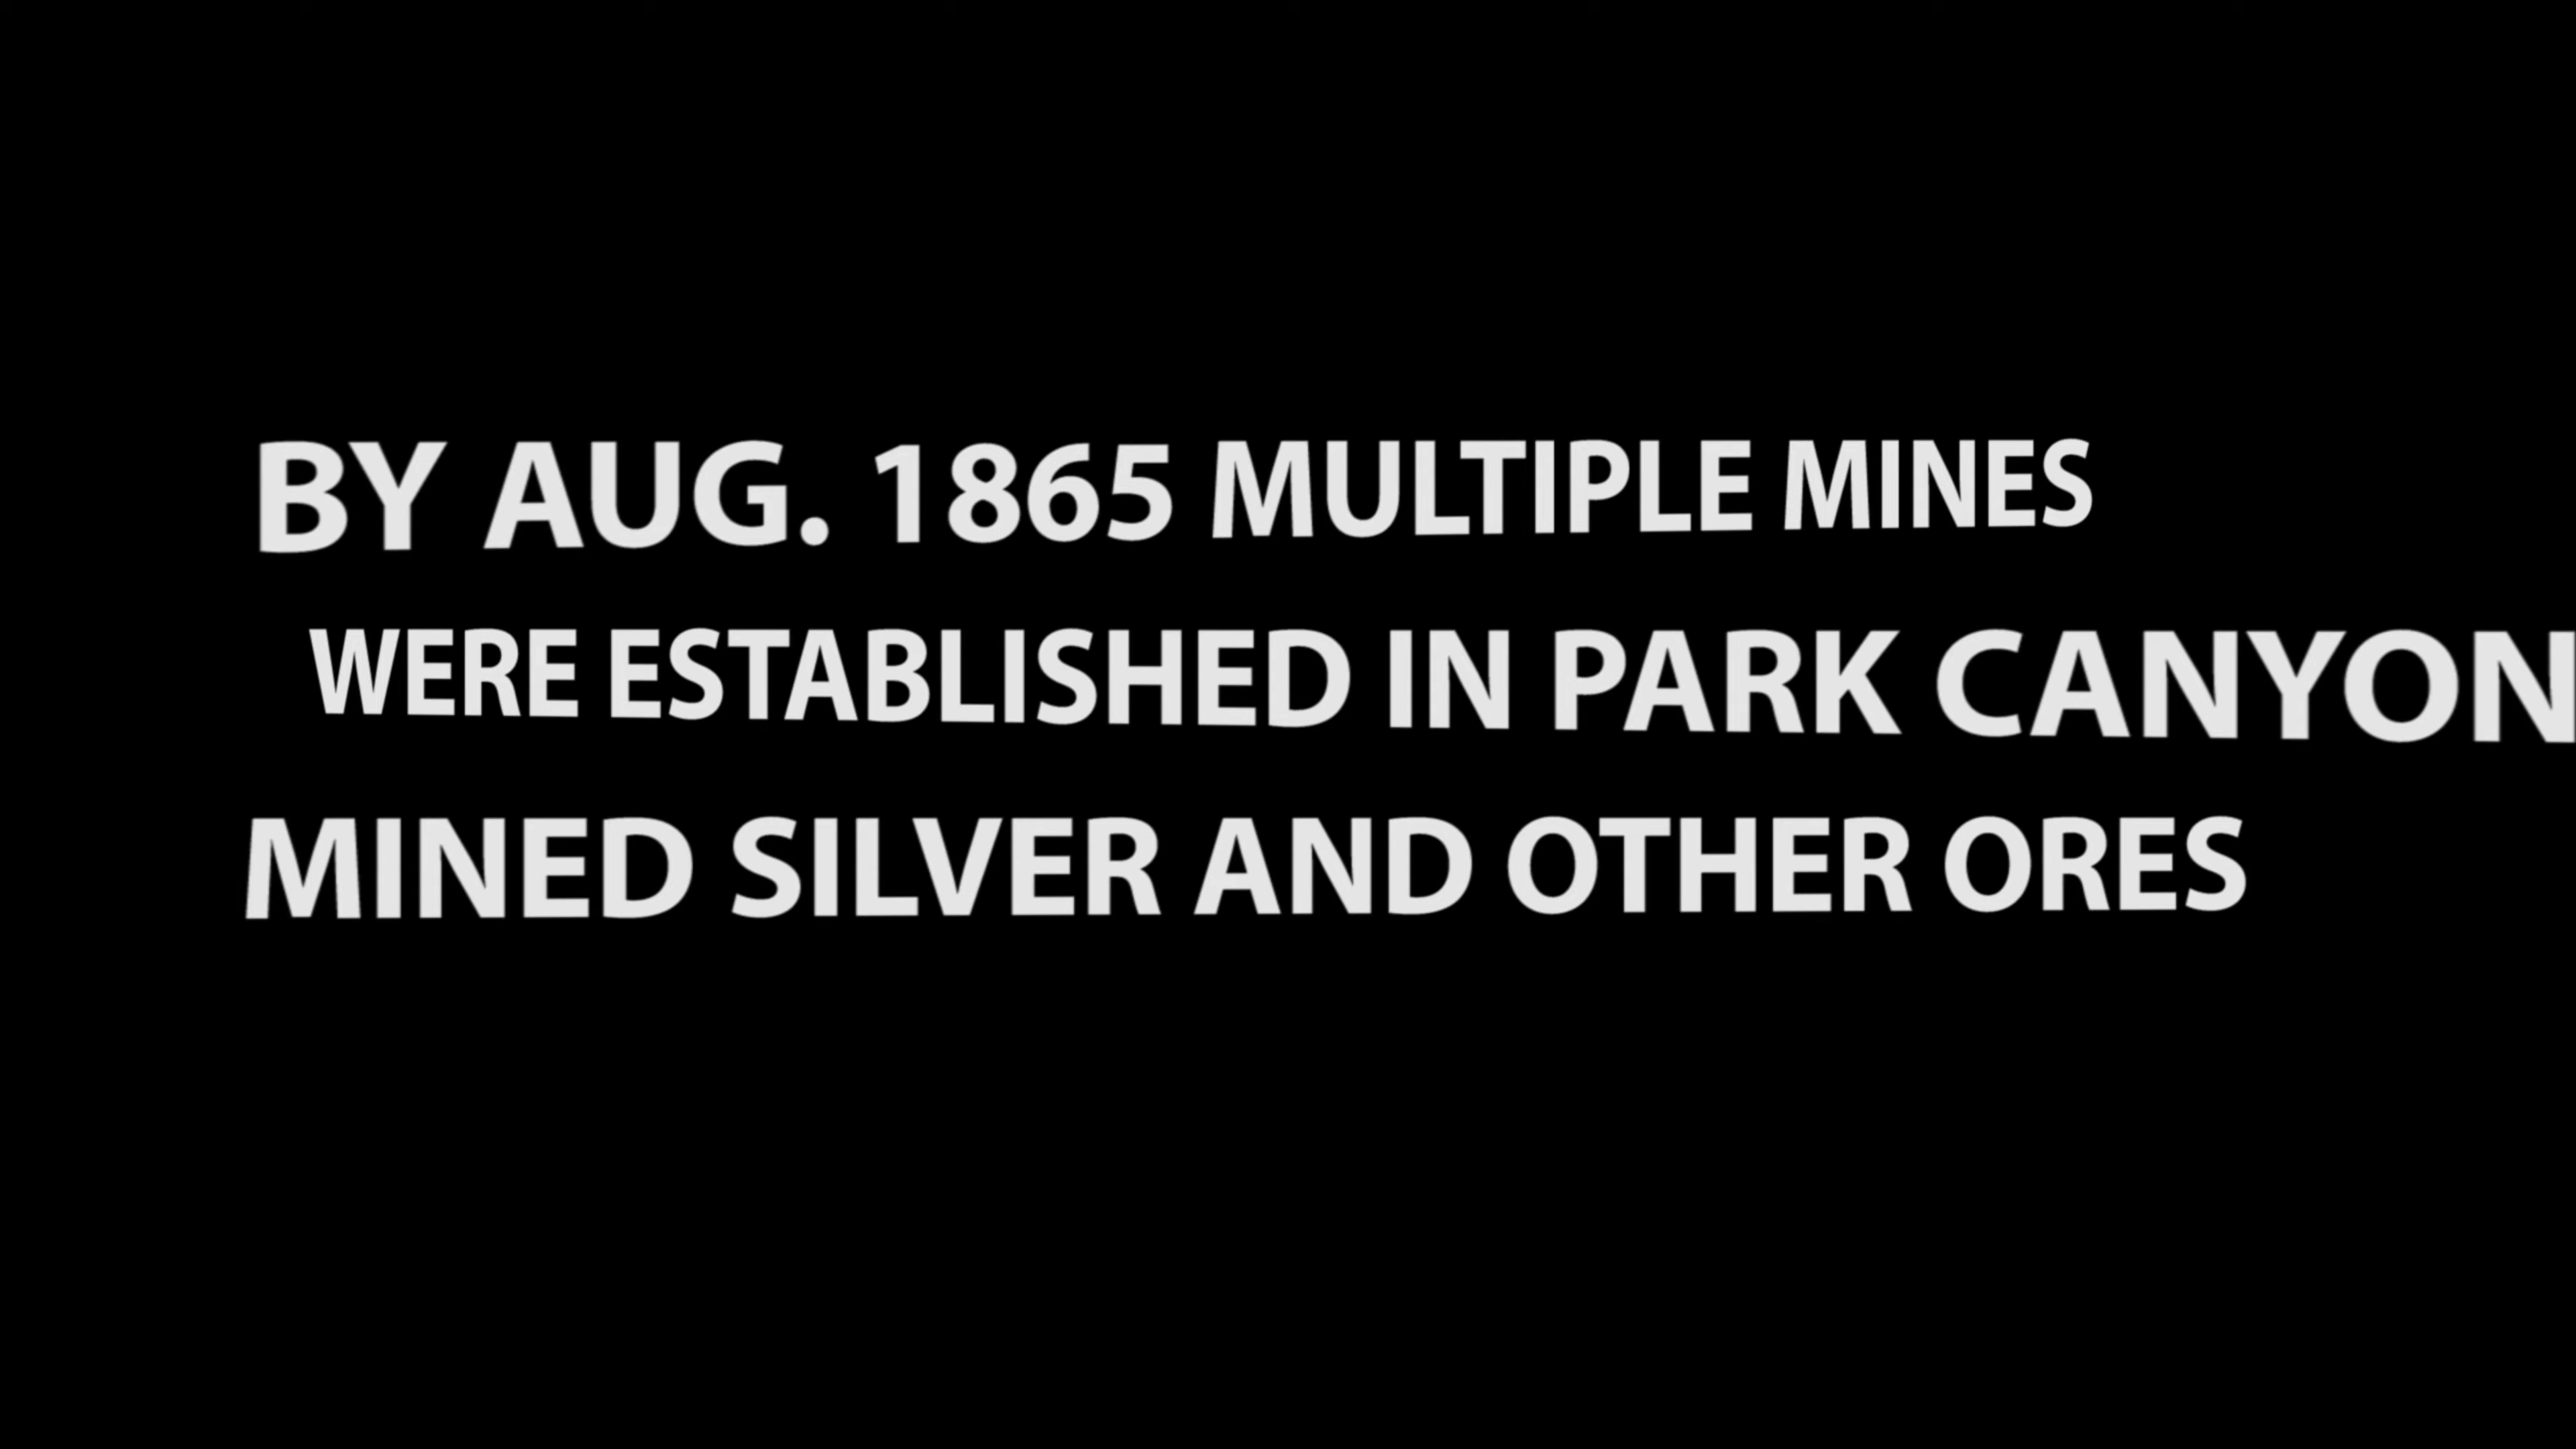 BY AUG. 1865 MULTIPLE MINES
WERE ESTABLISHED IN PARK CANYON
MINED SILVER AND OTHER ORES